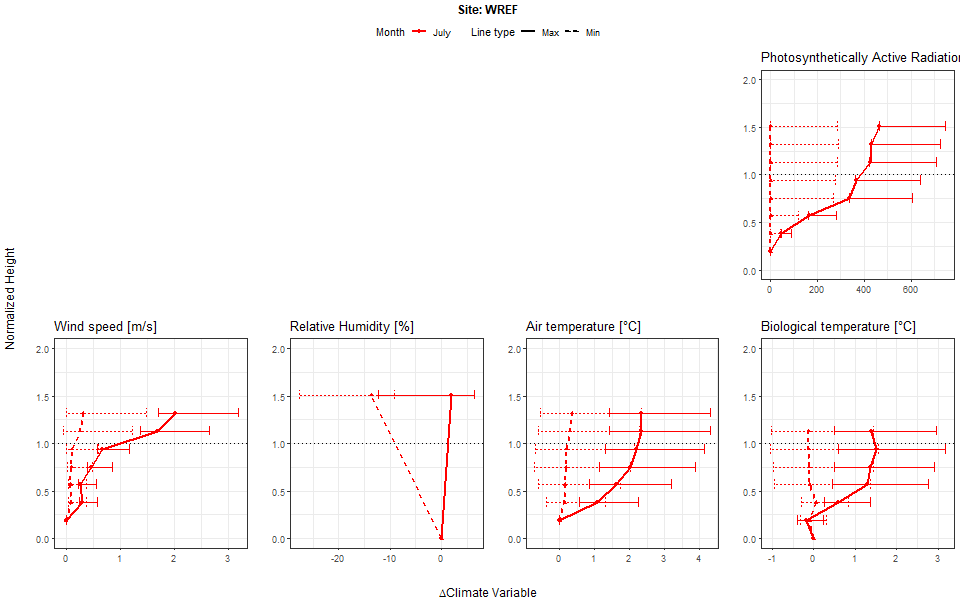 Site: WREF
Month July Line type Max Min
Photosynthetically Active Radiation
2.0
1.5
1.0
0.5
0.0
0 200 400 600
Normalized Height
Wind speed [m/s]
2.0
1.5
1.0
0.5
0.0
0 1 2 3
Relative Humidity [%]
2.0
1.5
1.0
0.5
0.0
-20 -10 0
Air temperature [°C]
2.0
1.5
1.0
0.5
0.0
0 1 2 3 4
Biological temperature [°C]
2.0
1.5
1.0
0.5
0.0
-1 0 1 2 3
ΔClimate Variable